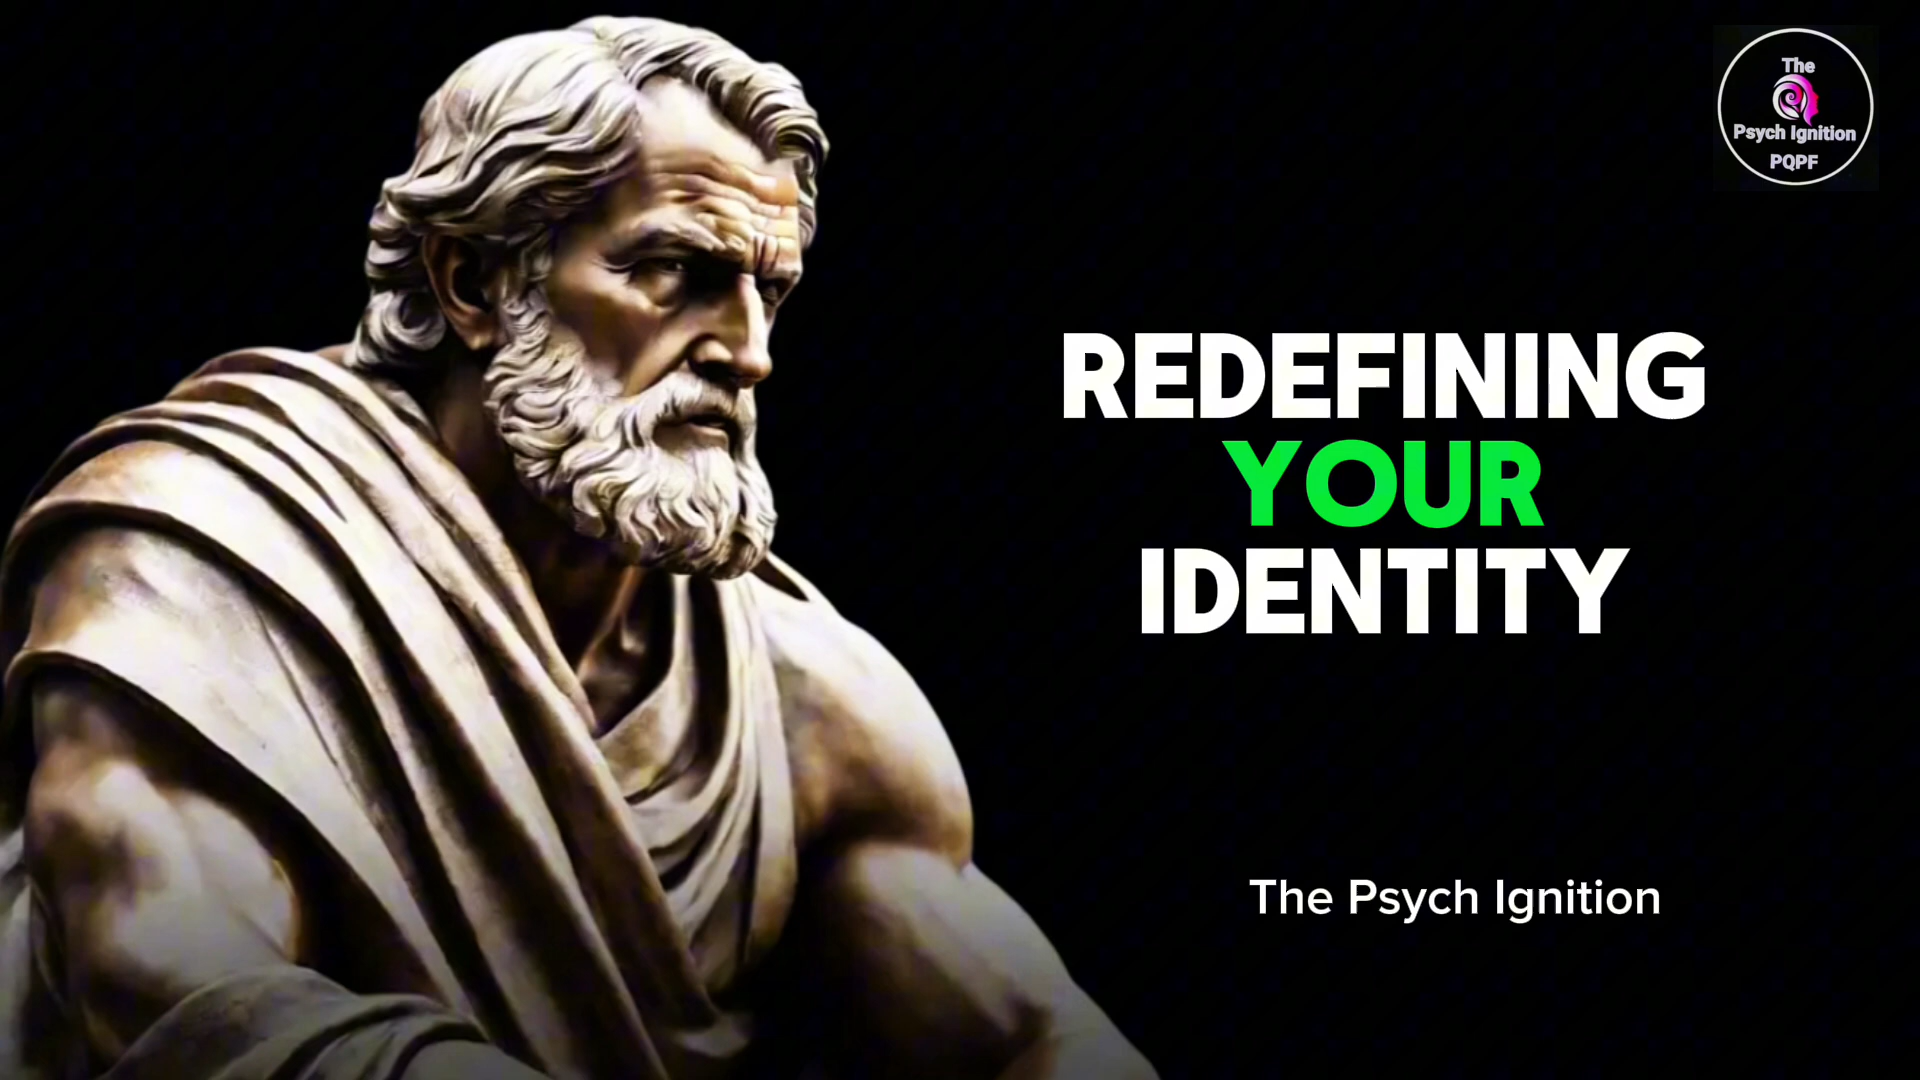 The
Psych Ignition
PQPF
REDEFINING
YOUR
IDENTITY
The Psych Ignition